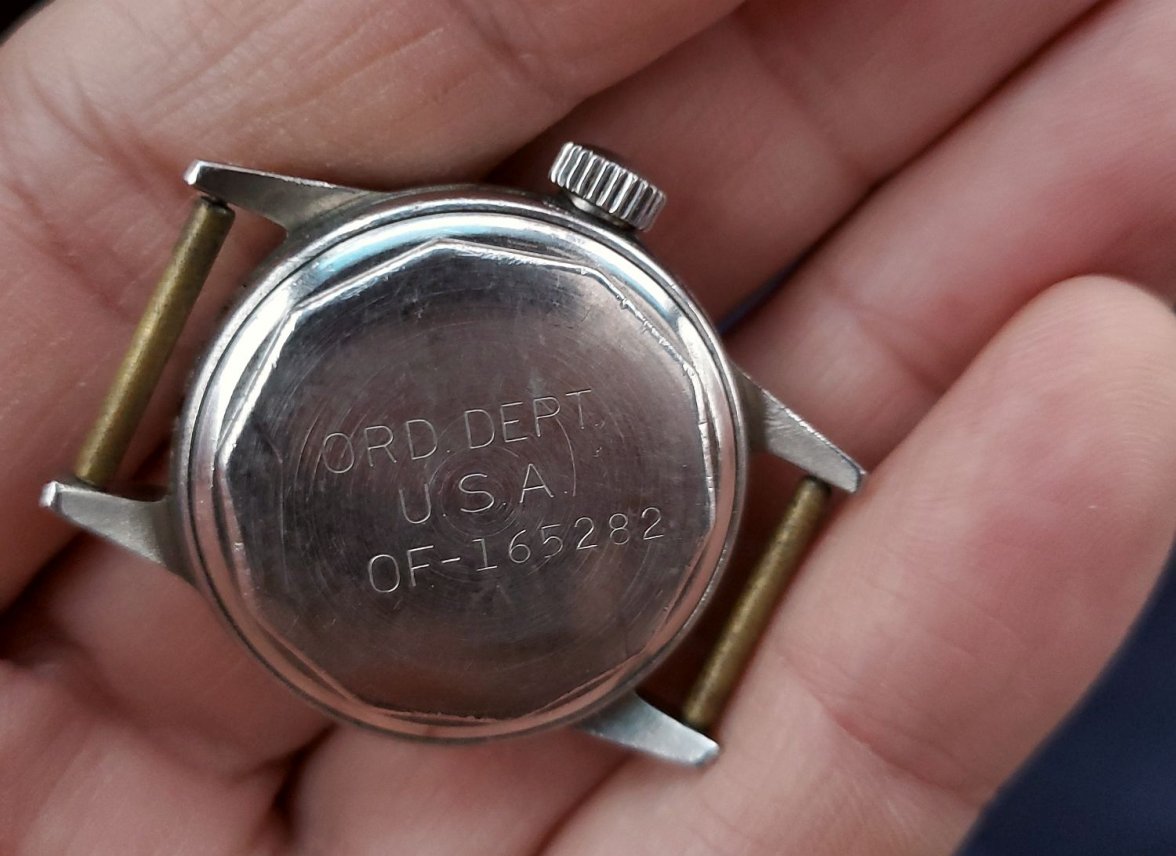 ORD. DEPT.
U.S.A.
OF-165282